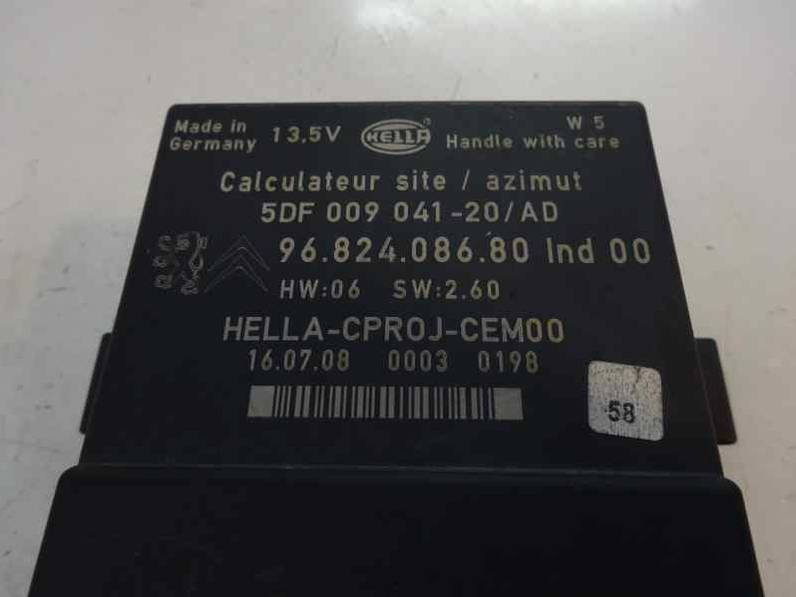 Made in Germany 13,5V HELLA ® W 5 Handle with care
Calculateur site / azimut
5DF 009 041-20/AD
96.824.086.80 Ind 00
HW:06 SW:2.60
HELLA-CPROJ-CEM00
16.07.08 0003 0198
58